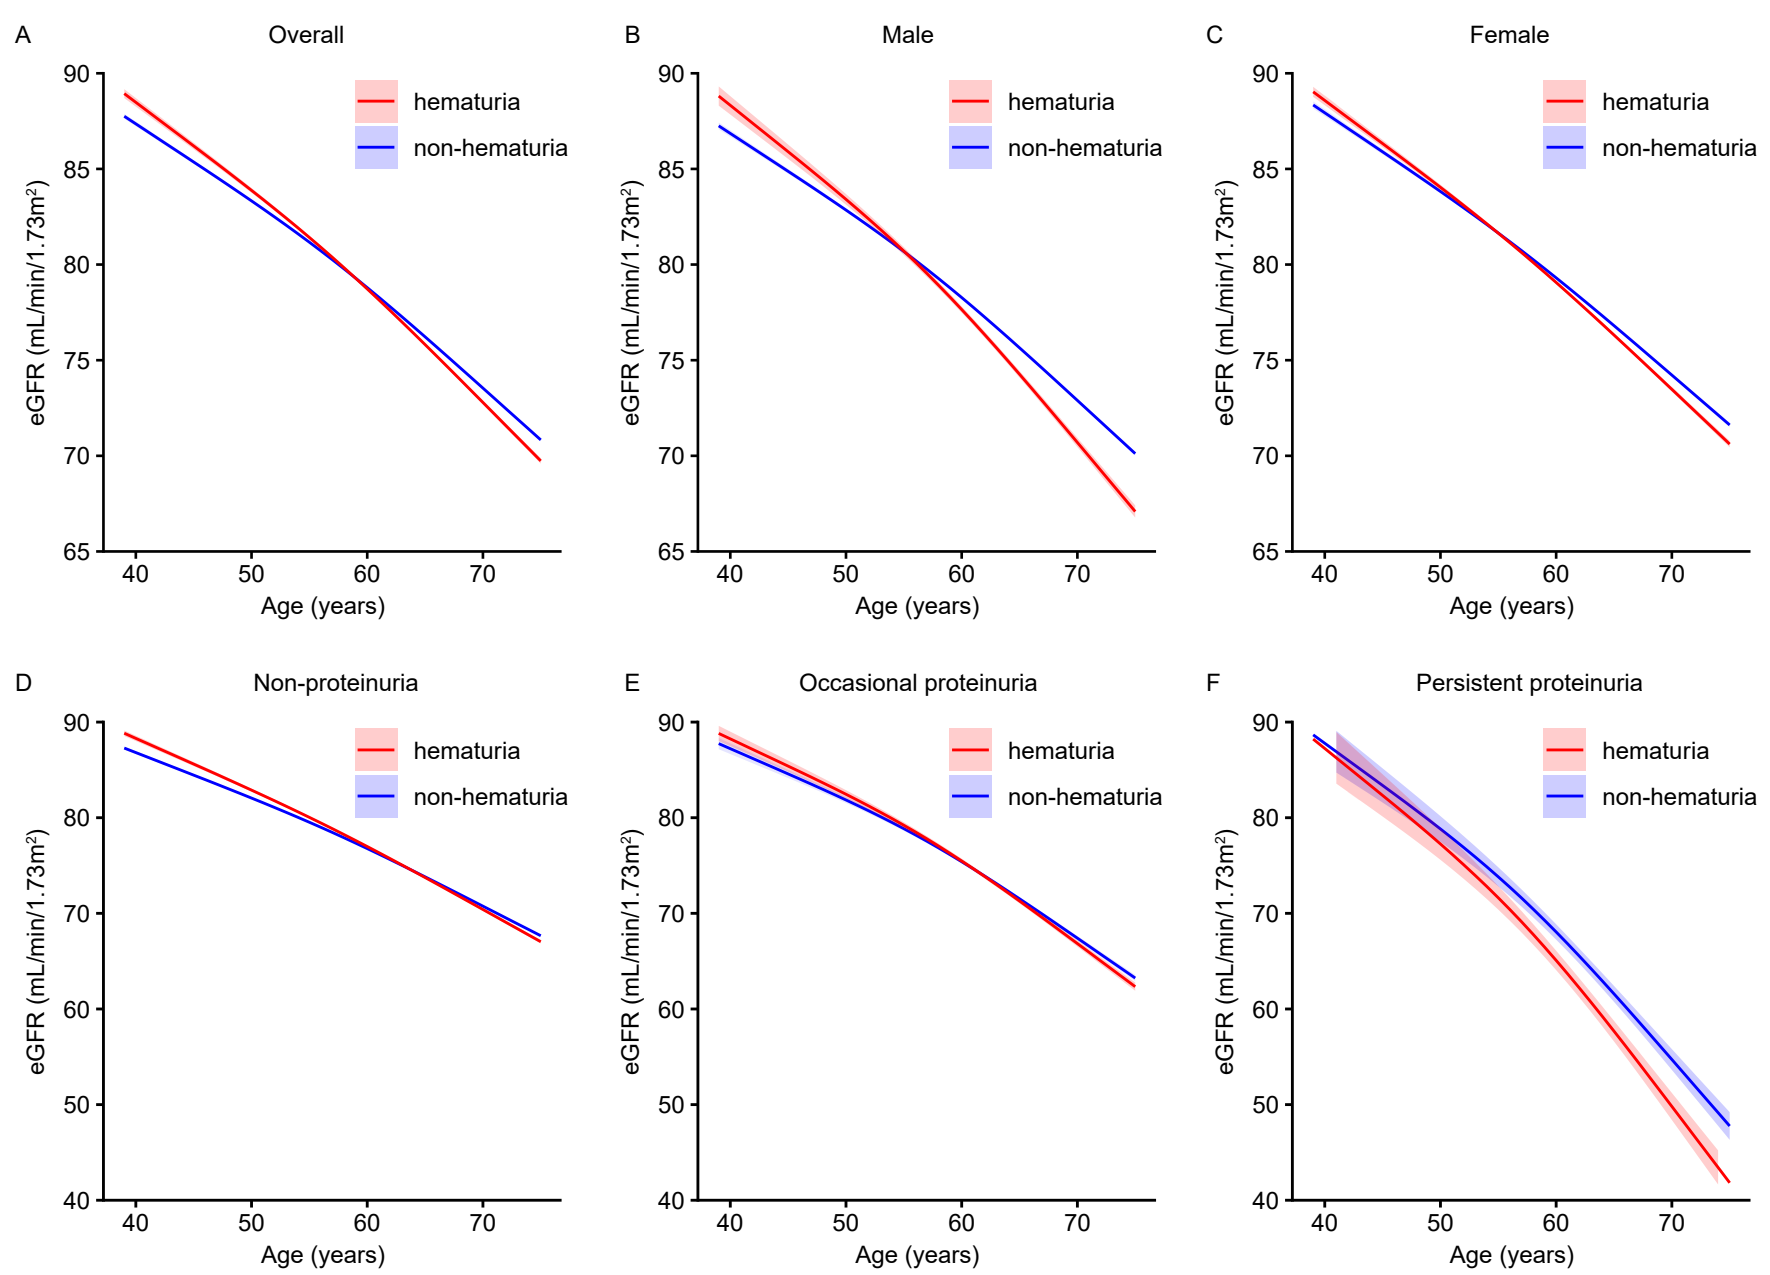 A Overall
90
85
80
75
70
65
40 50 60 70
Age (years)
eGFR (mL/min/1.73m²)
hematuria
non-hematuria
B Male
90
85
80
75
70
65
40 50 60 70
Age (years)
eGFR (mL/min/1.73m²)
hematuria
non-hematuria
C Female
90
85
80
75
70
65
40 50 60 70
Age (years)
eGFR (mL/min/1.73m²)
hematuria
non-hematuria
D Non-proteinuria
90
80
70
60
50
40
40 50 60 70
Age (years)
eGFR (mL/min/1.73m²)
hematuria
non-hematuria
E Occasional proteinuria
90
80
70
60
50
40
40 50 60 70
Age (years)
eGFR (mL/min/1.73m²)
hematuria
non-hematuria
F Persistent proteinuria
90
80
70
60
50
40
40 50 60 70
Age (years)
eGFR (mL/min/1.73m²)
hematuria
non-hematuria